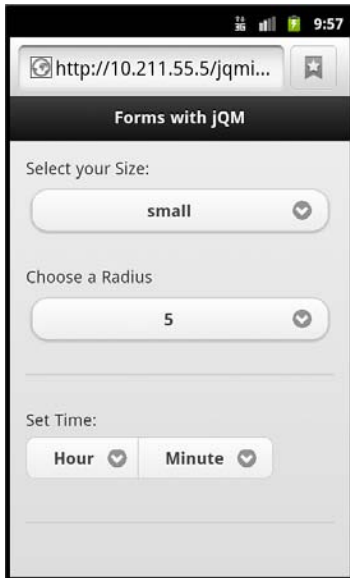 3G 9:57
http://10.211.55.5/jqmi...
Forms with jQM
Select your Size:
small
Choose a Radius
5
Set Time:
Hour Minute